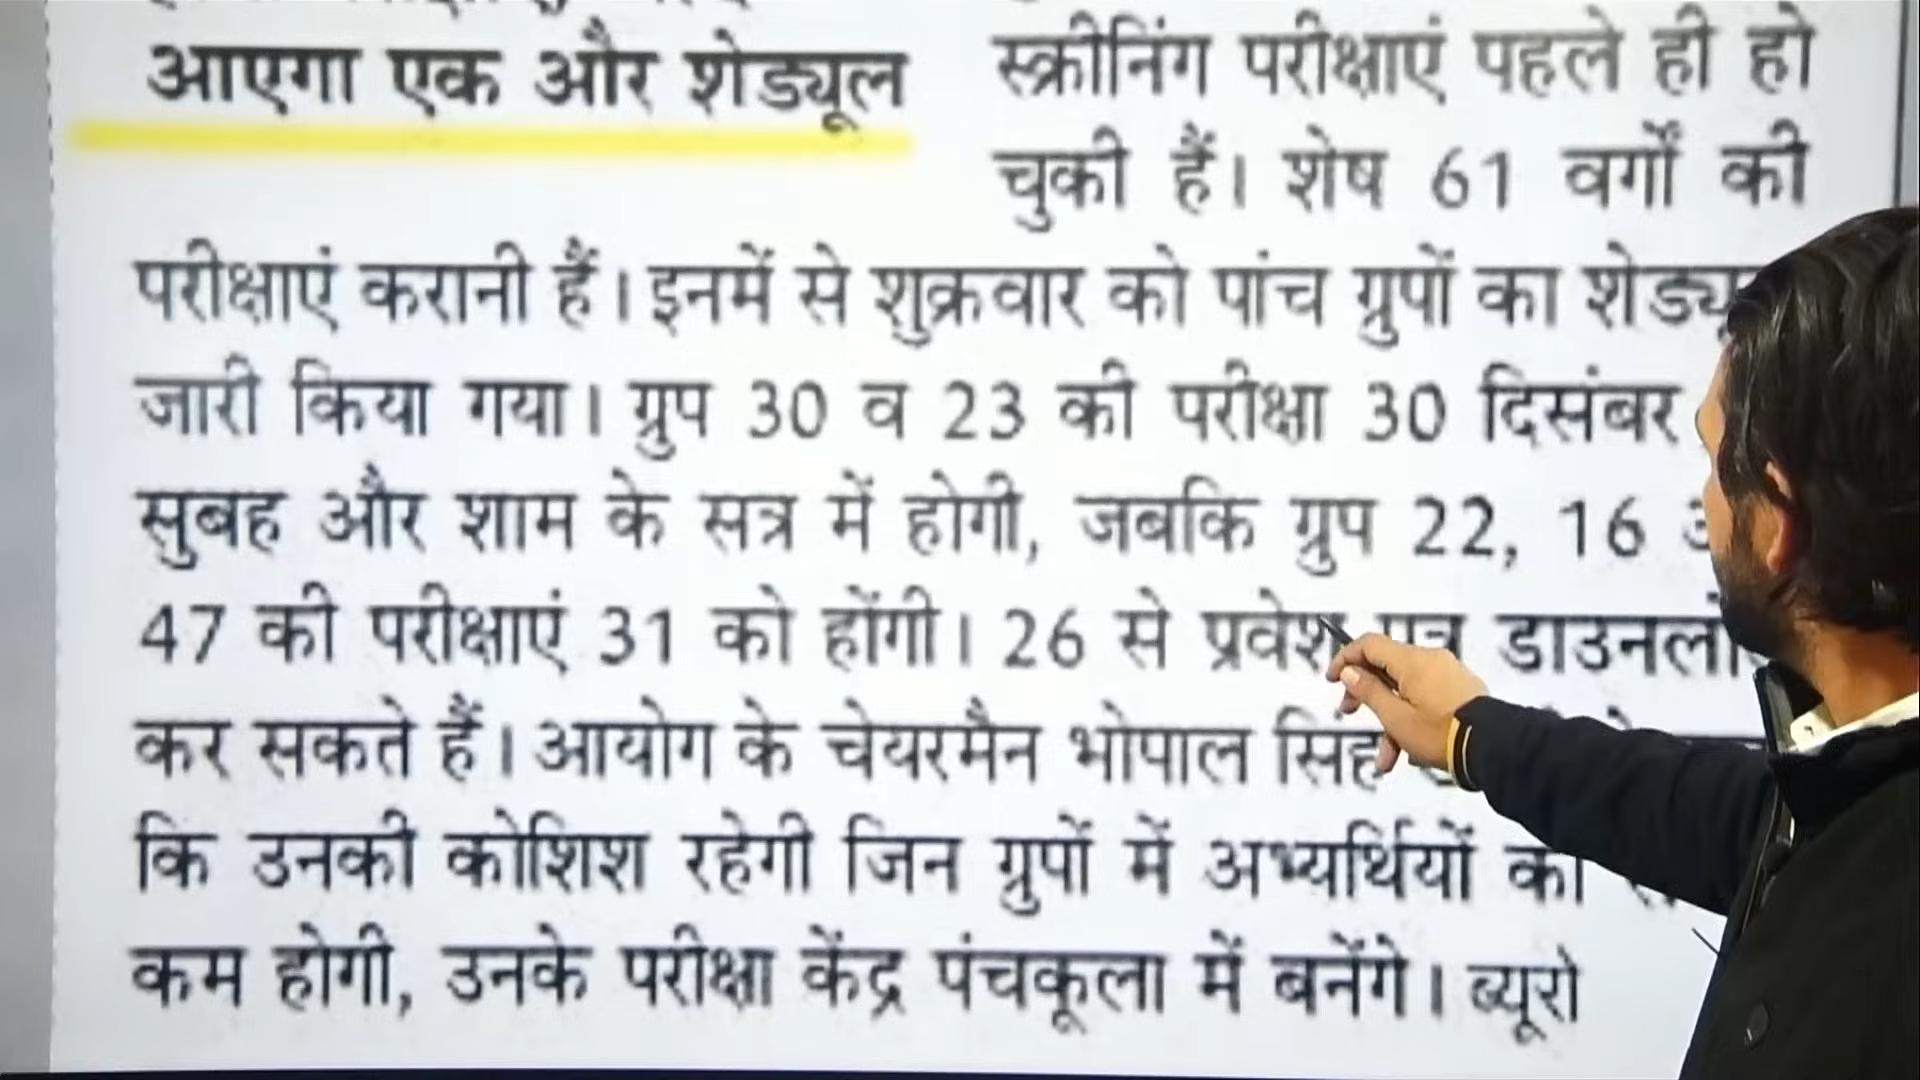 आएगा एक और शेड्यूल
स्क्रीनिंग परीक्षाएं पहले ही हो
चुकी हैं। शेष 61 वर्गों की
परीक्षाएं करानी हैं। इनमें से शुक्रवार को पांच ग्रुपों का
जारी किया गया। ग्रुप 30 व 23 की परीक्षा 30 दिसंबर
सुबह और शाम के सत्र में होगी, जबकि ग्रुप 22, 16
47 की परीक्षाएं 31 को होंगी। 26 से प्रवेश पत्र
कर सकते हैं। आयोग के चेयरमैन भोपाल सिंह
कि उनकी कोशिश रहेगी जिन ग्रुपों में अभ्यर्थियों की
कम होगी, उनके परीक्षा केंद्र पंचकूला में बनेंगे। ब्यूरो